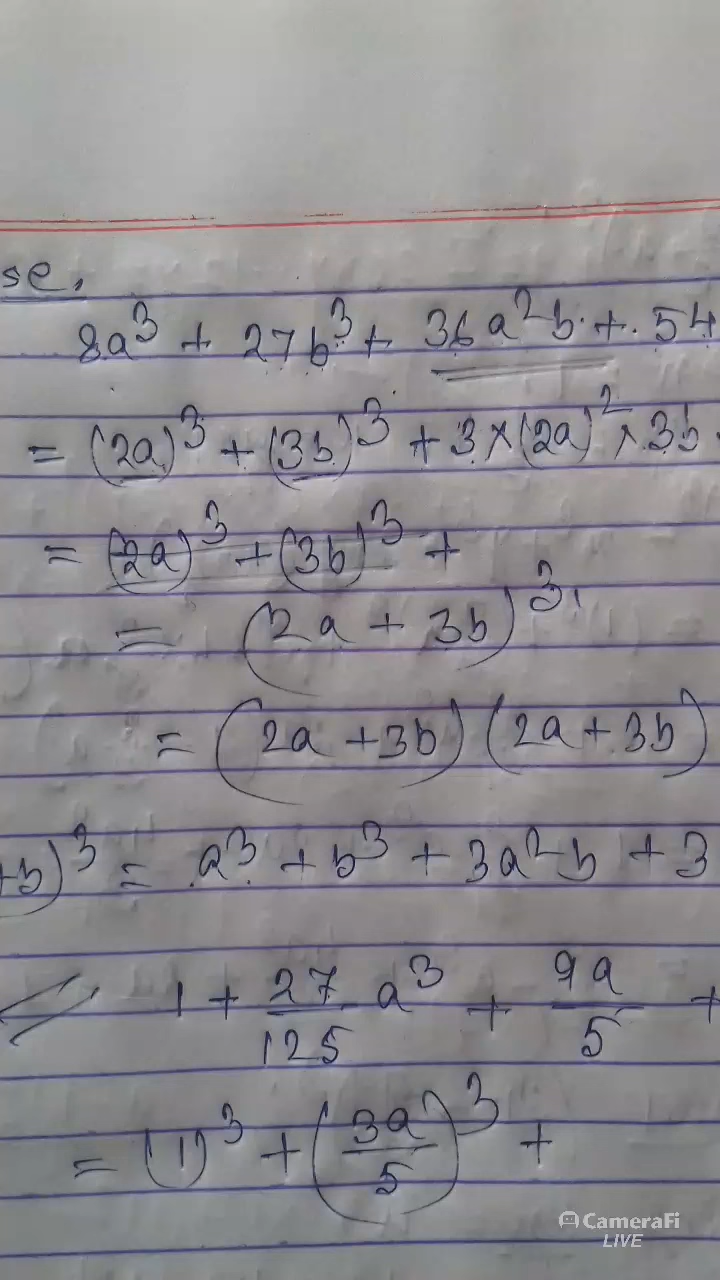 se,
8a³ + 27b³ + 36a²b + 54
= (2a)³ + (3b)³ + 3×(2a)²×3b
= (2a)³ + (3b)³ +
= (2a + 3b)³,
= (2a + 3b) (2a + 3b)
+b)³ = a³ + b³ + 3a²b + 3
1 + 27/125 a³ + 9a/5 +
= (1)³ + (3a/5)³ +
CameraFi
LIVE